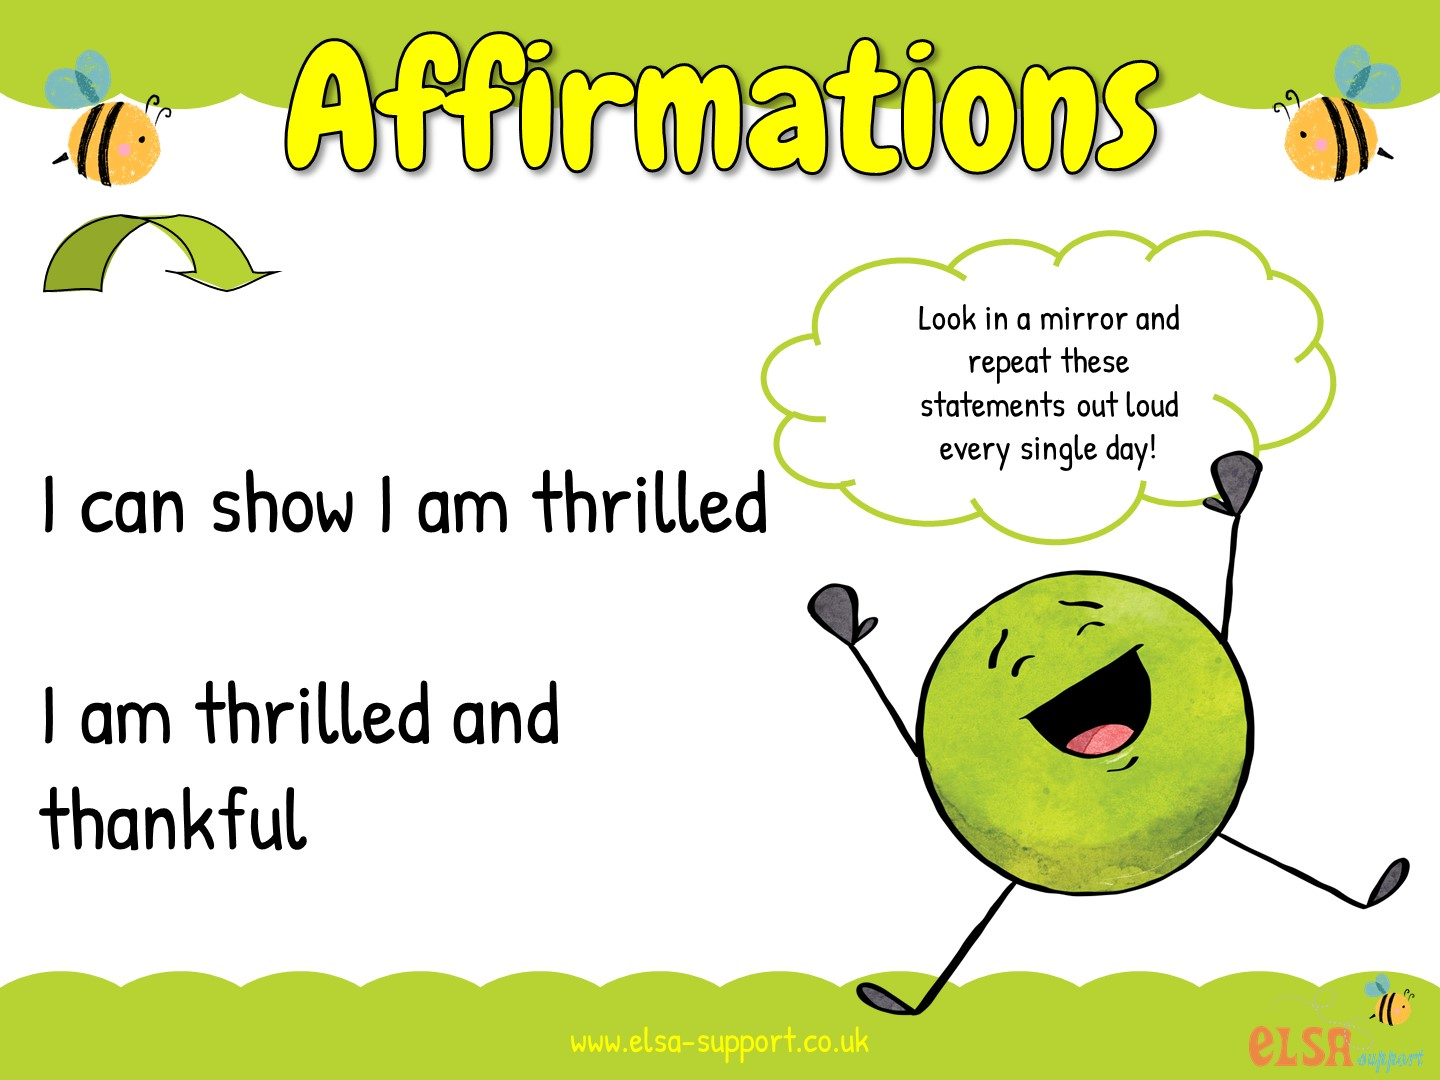 Affirmations
Look in a mirror and
repeat these
statements out loud
every single day!
I can show I am thrilled
I am thrilled and
thankful
www.elsa-support.co.uk
ELSA
support